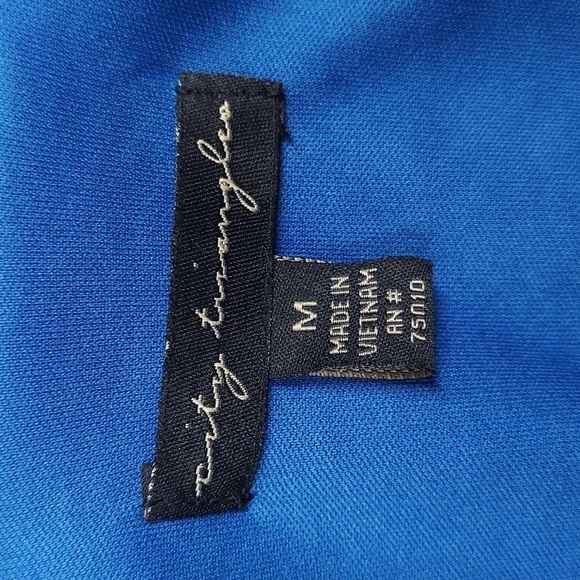 city triangles
M
MADE IN
VIETNAM
RN #
75010